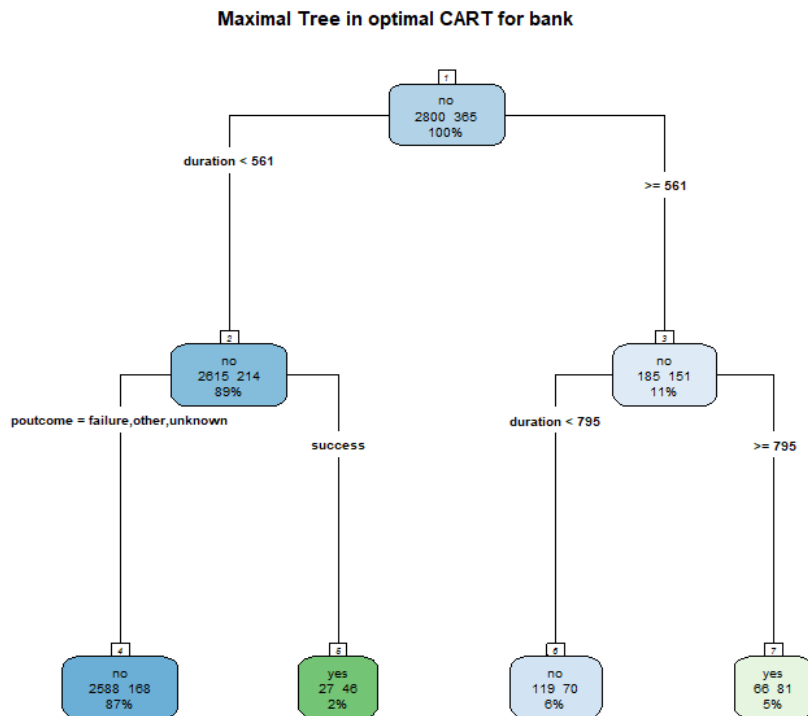 Maximal Tree in optimal CART for bank
1
no
2800 365
100%
duration < 561
>= 561
2
no
2615 214
89%
3
no
185 151
11%
poutcome = failure,other,unknown
success
duration < 795
>= 795
4
no
2588 168
87%
5
yes
27 46
2%
6
no
119 70
6%
7
yes
66 81
5%